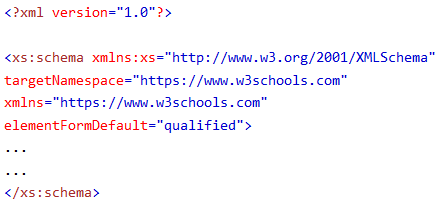 <?xml version="1.0"?>
<xs:schema xmlns:xs="http://www.w3.org/2001/XMLSchema"
targetNamespace="https://www.w3schools.com"
xmlns="https://www.w3schools.com"
elementFormDefault="qualified">
...
...
</xs:schema>